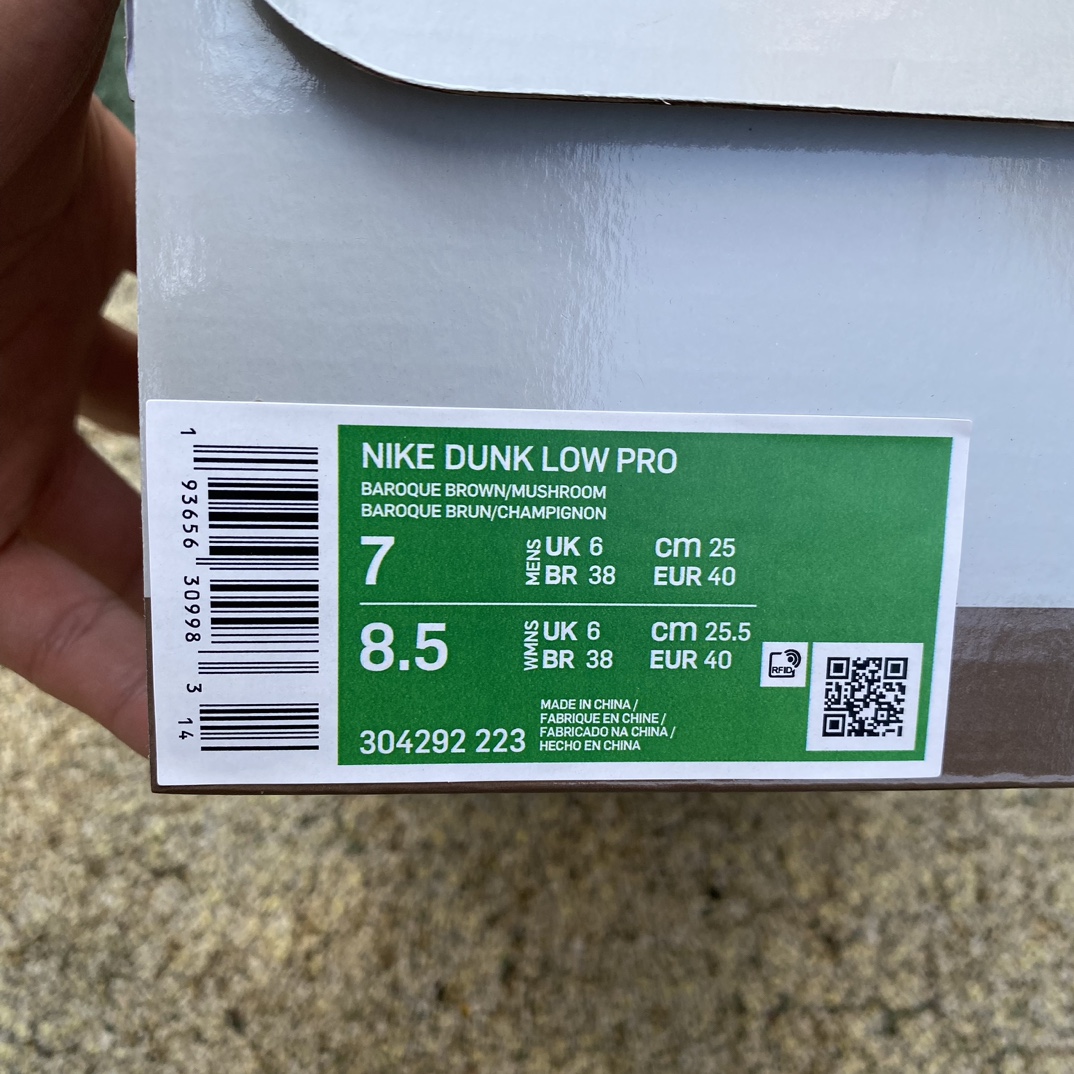 1 93656 30998 3 14
NIKE DUNK LOW PRO
BAROQUE BROWN/MUSHROOM
BAROQUE BRUN/CHAMPIGNON
7
MENS
UK 6 cm 25
BR 38 EUR 40
8.5
WMNS
UK 6 cm 25.5
BR 38 EUR 40
RFID
304292 223
MADE IN CHINA /
FABRIQUE EN CHINE /
FABRICADO NA CHINA /
HECHO EN CHINA